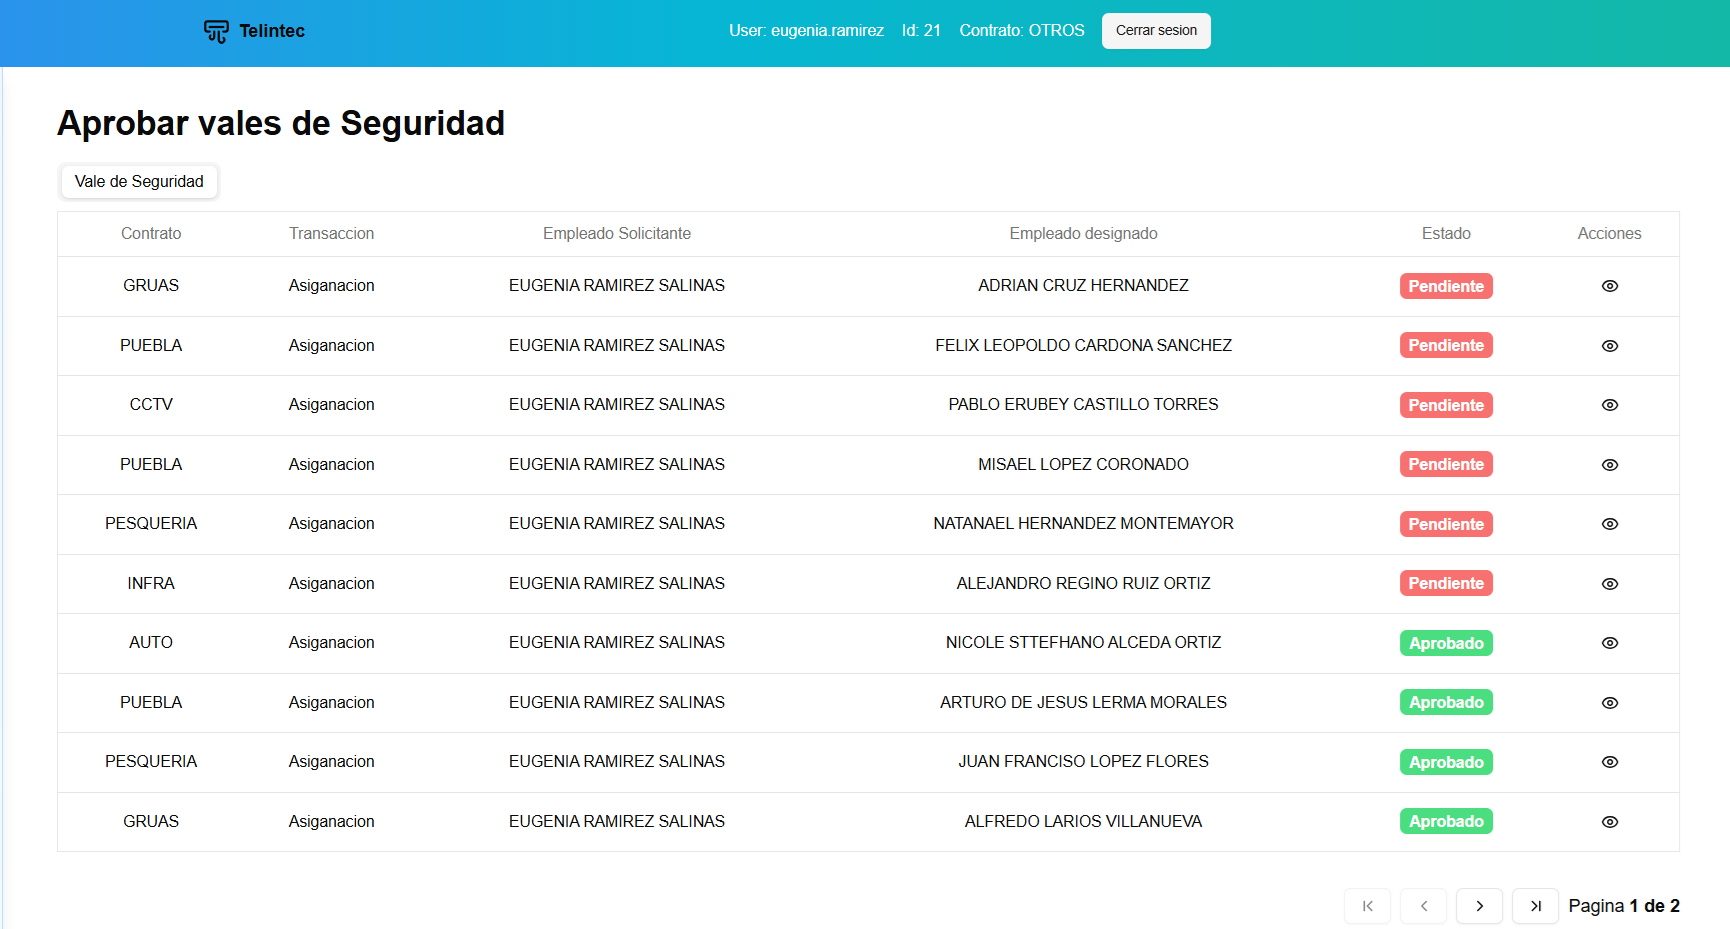 Telintec User: eugenia.ramirez Id: 21 Contrato: OTROS Cerrar sesion
Aprobar vales de Seguridad
Vale de Seguridad
Contrato Transaccion Empleado Solicitante Empleado designado Estado Acciones
GRUAS Asiganacion EUGENIA RAMIREZ SALINAS ADRIAN CRUZ HERNANDEZ Pendiente
PUEBLA Asiganacion EUGENIA RAMIREZ SALINAS FELIX LEOPOLDO CARDONA SANCHEZ Pendiente
CCTV Asiganacion EUGENIA RAMIREZ SALINAS PABLO ERUBEY CASTILLO TORRES Pendiente
PUEBLA Asiganacion EUGENIA RAMIREZ SALINAS MISAEL LOPEZ CORONADO Pendiente
PESQUERIA Asiganacion EUGENIA RAMIREZ SALINAS NATANAEL HERNANDEZ MONTEMAYOR Pendiente
INFRA Asiganacion EUGENIA RAMIREZ SALINAS ALEJANDRO REGINO RUIZ ORTIZ Pendiente
AUTO Asiganacion EUGENIA RAMIREZ SALINAS NICOLE STTEFHANO ALCEDA ORTIZ Aprobado
PUEBLA Asiganacion EUGENIA RAMIREZ SALINAS ARTURO DE JESUS LERMA MORALES Aprobado
PESQUERIA Asiganacion EUGENIA RAMIREZ SALINAS JUAN FRANCISO LOPEZ FLORES Aprobado
GRUAS Asiganacion EUGENIA RAMIREZ SALINAS ALFREDO LARIOS VILLANUEVA Aprobado
Pagina 1 de 2